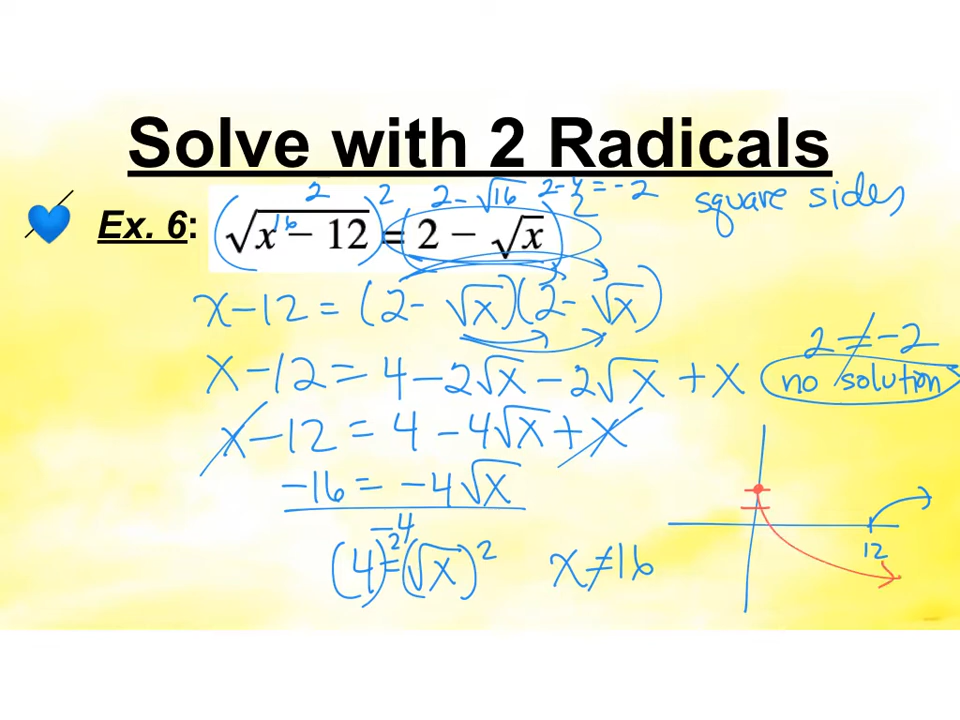 Solve with 2 Radicals
2 2 2 - √16 2 - 4 = -2 square sides
Ex. 6: (√x - 12) = 2 - √x
16 2
x - 12 = (2 - √x)(2 - √x)
2 ≠ -2
x - 12 = 4 - 2√x - 2√x + x no solution
x - 12 = 4 - 4√x + x
-16 = -4√x
-4
(4)² = (√x)² x ≠ 16
12